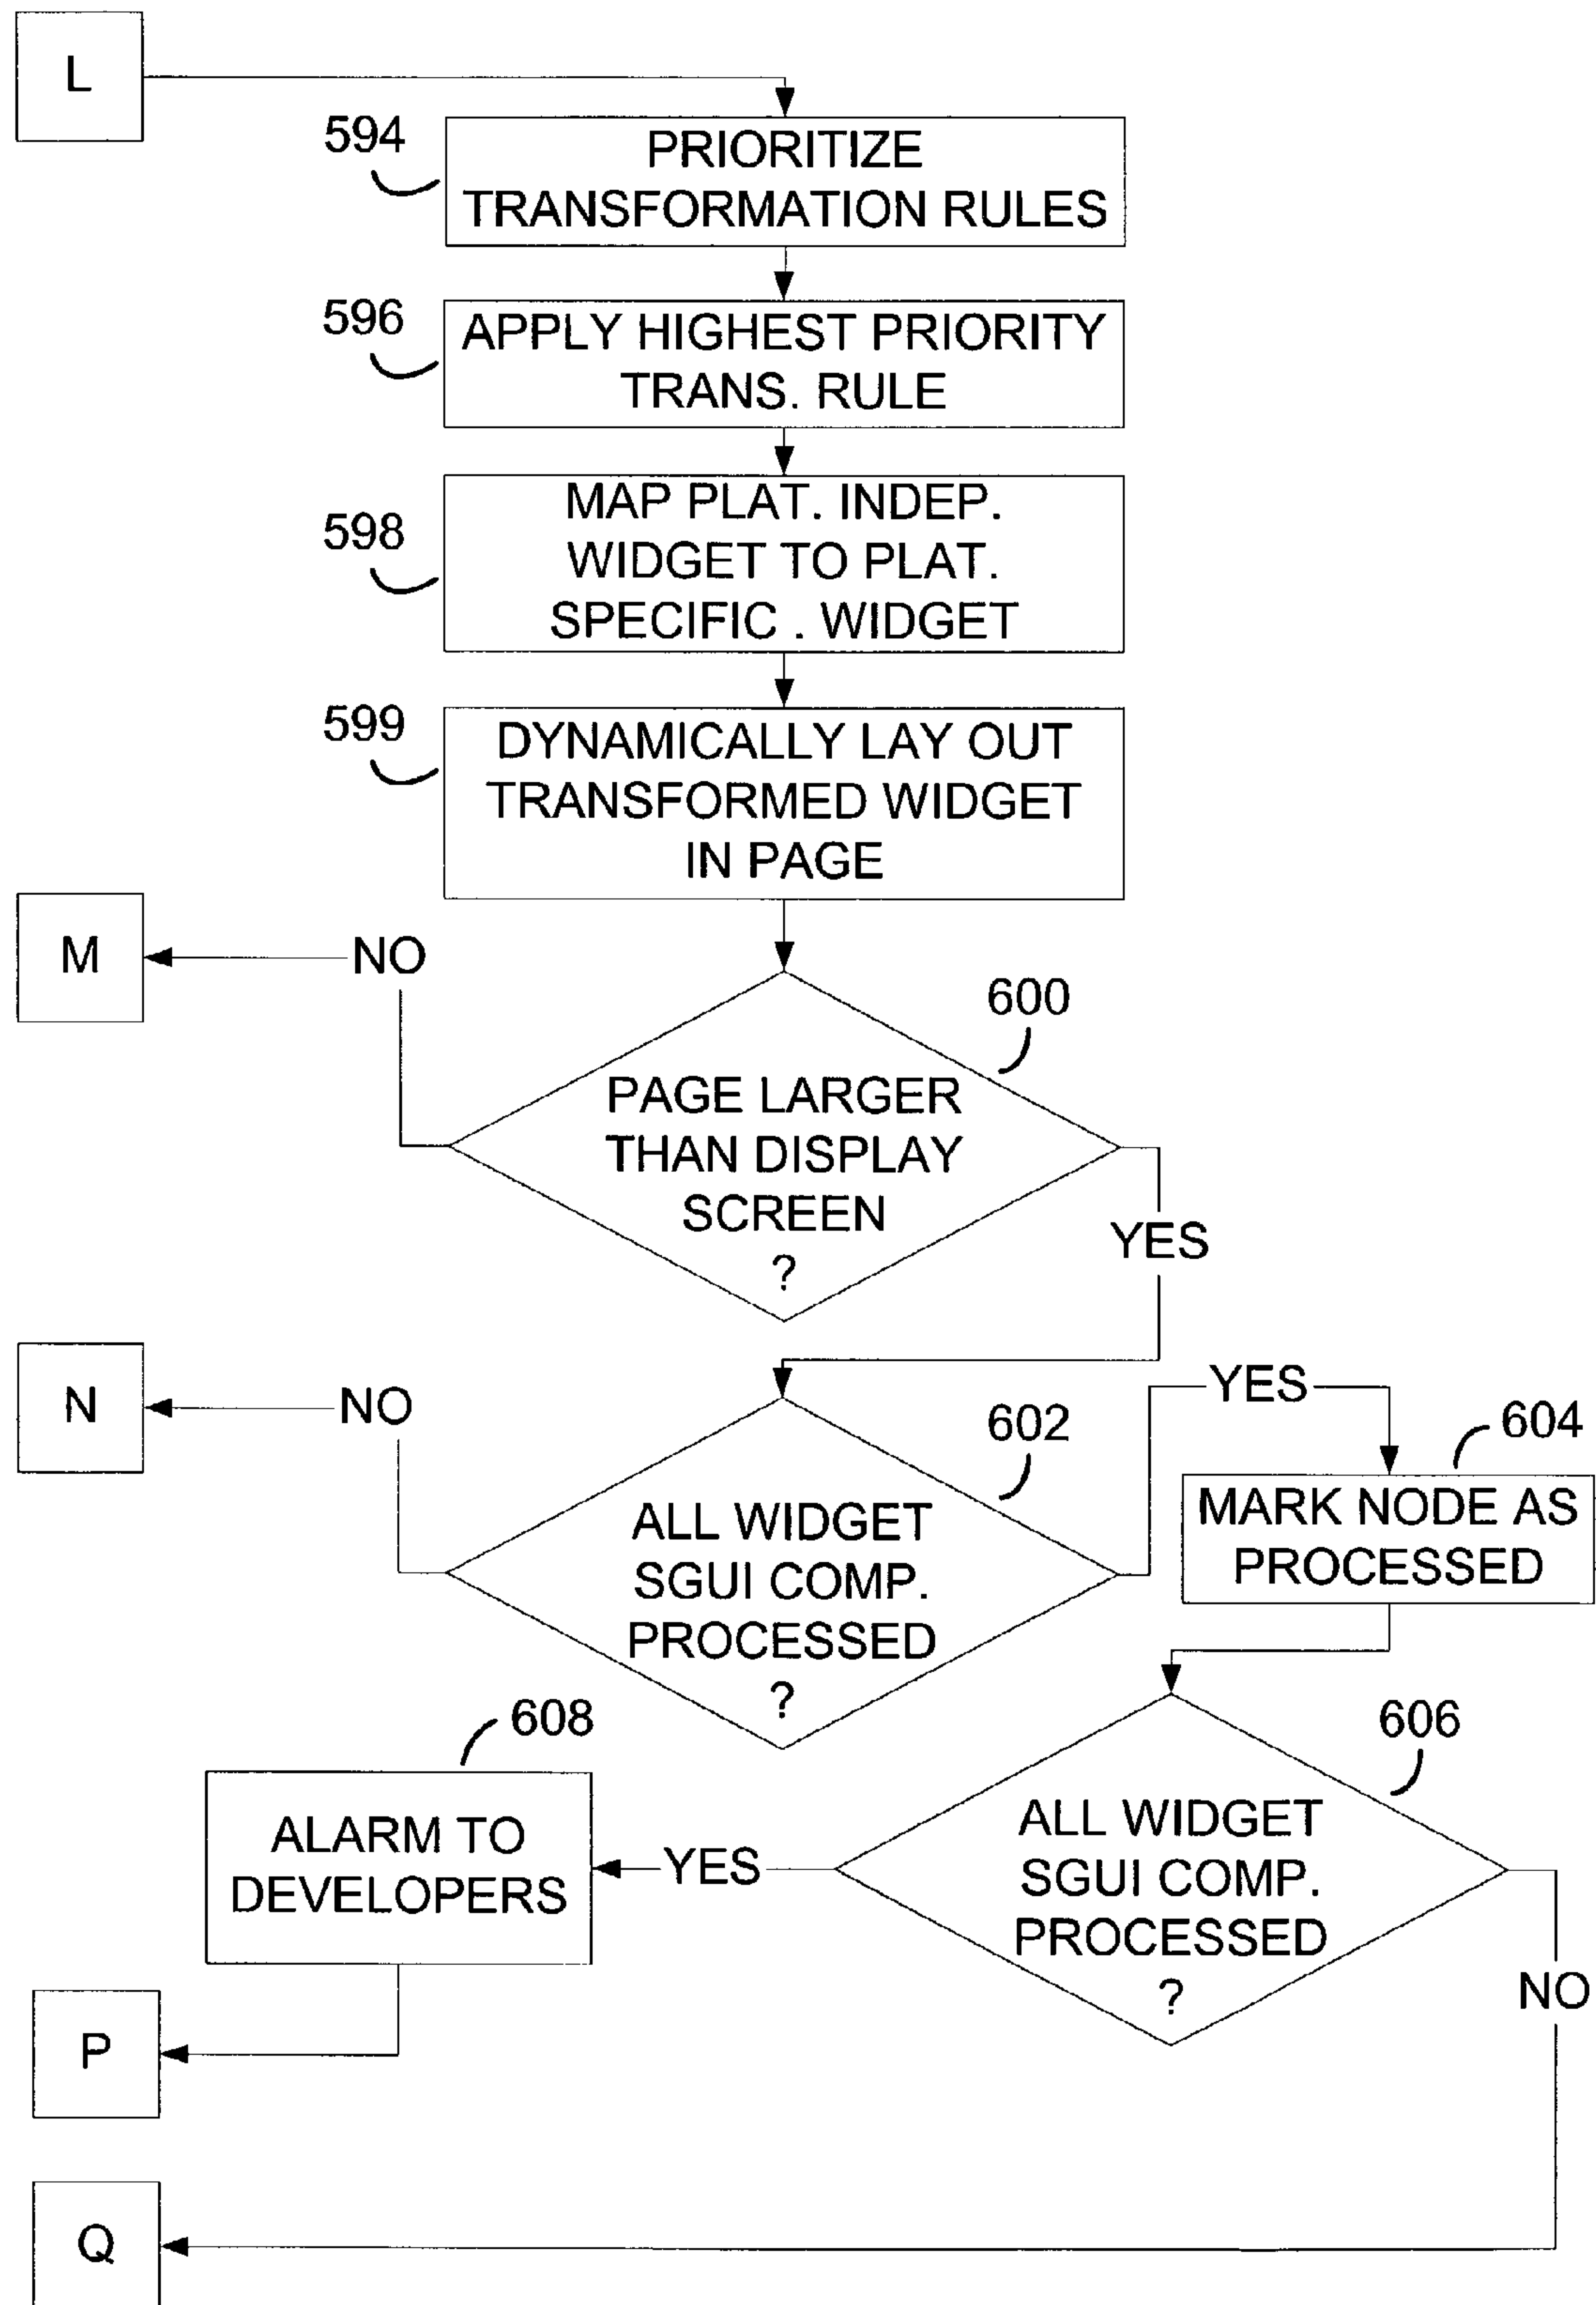 L
594
PRIORITIZE
TRANSFORMATION RULES
596
APPLY HIGHEST PRIORITY
TRANS. RULE
598
MAP PLAT. INDEP.
WIDGET TO PLAT.
SPECIFIC . WIDGET
599
DYNAMICALLY LAY OUT
TRANSFORMED WIDGET
IN PAGE
M
NO
600
PAGE LARGER
THAN DISPLAY
SCREEN
?
YES
N
NO
602
ALL WIDGET
SGUI COMP.
PROCESSED
?
YES
604
MARK NODE AS
PROCESSED
606
ALL WIDGET
SGUI COMP.
PROCESSED
?
YES
608
ALARM TO
DEVELOPERS
NO
P
Q